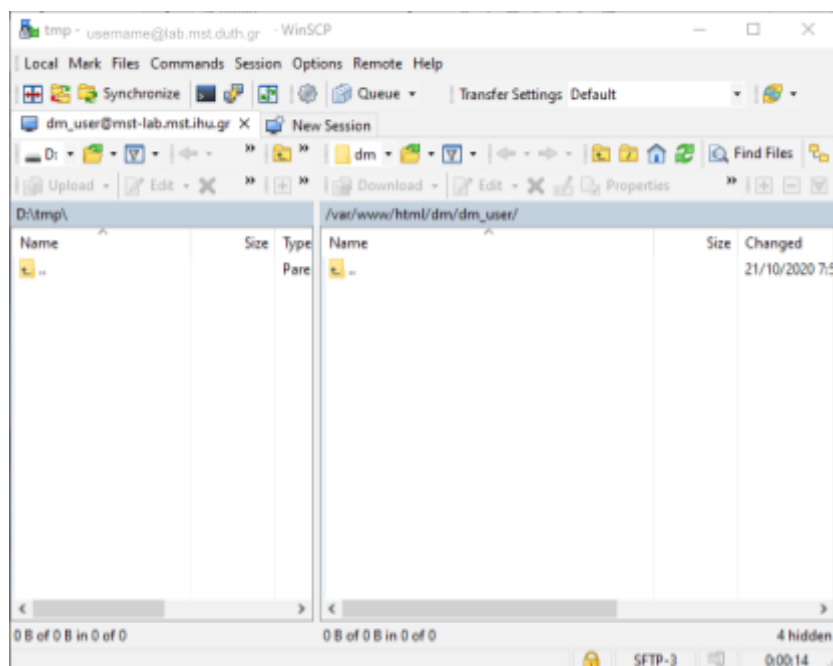 tmp - username@lab.mst.duth.gr - WinSCP
Local Mark Files Commands Session Options Remote Help
Synchronize Queue Transfer Settings Default
dm_user@mst-lab.mst.ihu.gr X New Session
D: » » dm Find Files
Upload Edit » » Download Edit Properties »
D:\tmp\ /var/www/html/dm/dm_user/
Name Size Type Name Size Changed
.. Pare .. 21/10/2020 7:5
0 B of 0 B in 0 of 0 0 B of 0 B in 0 of 0 4 hidden
SFTP-3 0:00:14